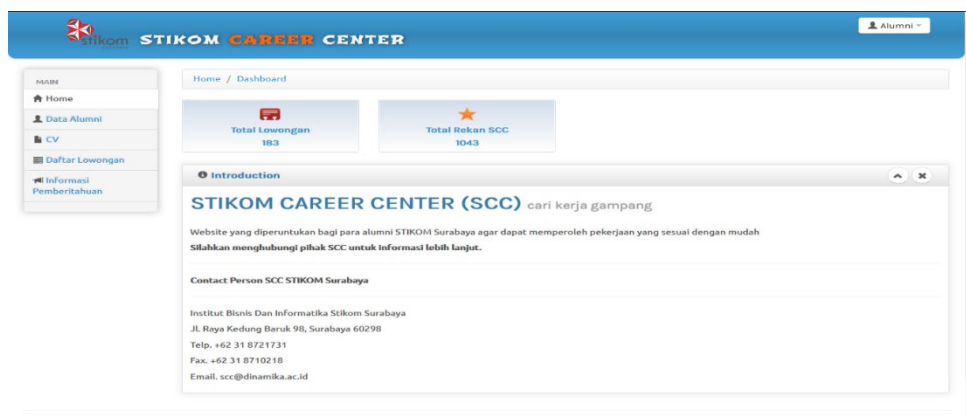 stikom
STIKOM CAREER CENTER
Alumni
MAIN
Home
Data Alumni
CV
Daftar Lowongan
Informasi
Pemberitahuan
Home / Dashboard
Total Lowongan
183
Total Rekan SCC
1043
Introduction
STIKOM CAREER CENTER (SCC) cari kerja gampang
Website yang diperuntukan bagi para alumni STIKOM Surabaya agar dapat memperoleh pekerjaan yang sesuai dengan mudah
Silahkan menghubungi pihak SCC untuk informasi lebih lanjut.
Contact Person SCC STIKOM Surabaya
Institut Bisnis Dan Informatika Stikom Surabaya
Jl. Raya Kedung Baruk 98, Surabaya 60298
Telp. +62 31 8721731
Fax. +62 31 8710218
Email. scc@dinamika.ac.id